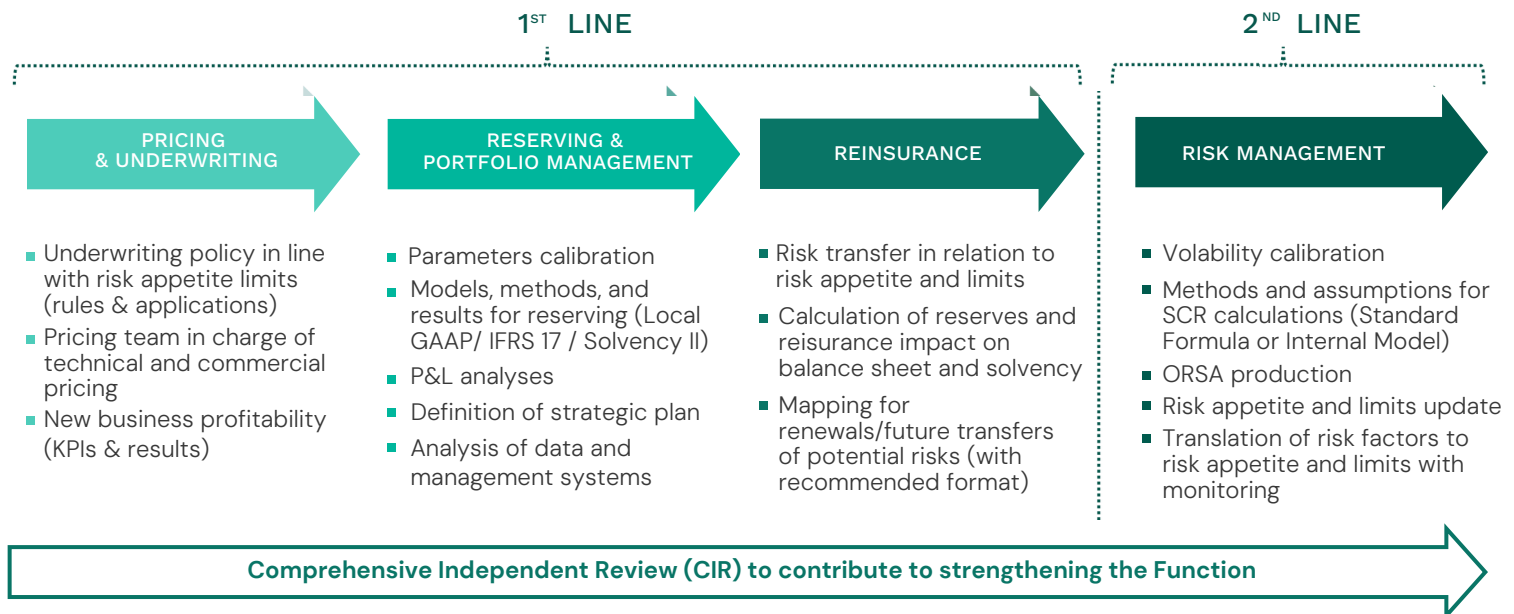 1ST LINE
2ND LINE
PRICING
& UNDERWRITING
RESERVING &
PORTFOLIO MANAGEMENT
REINSURANCE
RISK MANAGEMENT
Underwriting policy in line
with risk appetite limits
(rules & applications)
Pricing team in charge of
technical and commercial
pricing
New business profitability
(KPIs & results)
Parameters calibration
Models, methods, and
results for reserving (Local
GAAP/ IFRS 17 / Solvency II)
P&L analyses
Definition of strategic plan
Analysis of data and
management systems
Risk transfer in relation to
risk appetite and limits
Calculation of reserves and
reisurance impact on
balance sheet and solvency
Mapping for
renewals/future transfers
of potential risks (with
recommended format)
Volability calibration
Methods and assumptions for
SCR calculations (Standard
Formula or Internal Model)
ORSA production
Risk appetite and limits update
Translation of risk factors to
risk appetite and limits with
monitoring
Comprehensive Independent Review (CIR) to contribute to strengthening the Function